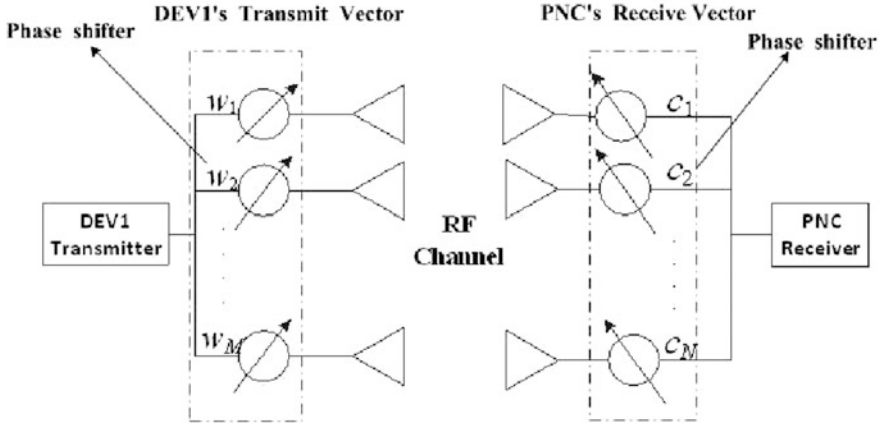 DEV1's Transmit Vector
PNC's Receive Vector
Phase shifter
Phase shifter
w1
c1
w2
c2
DEV1
Transmitter
RF
Channel
PNC
Receiver
wM
cN